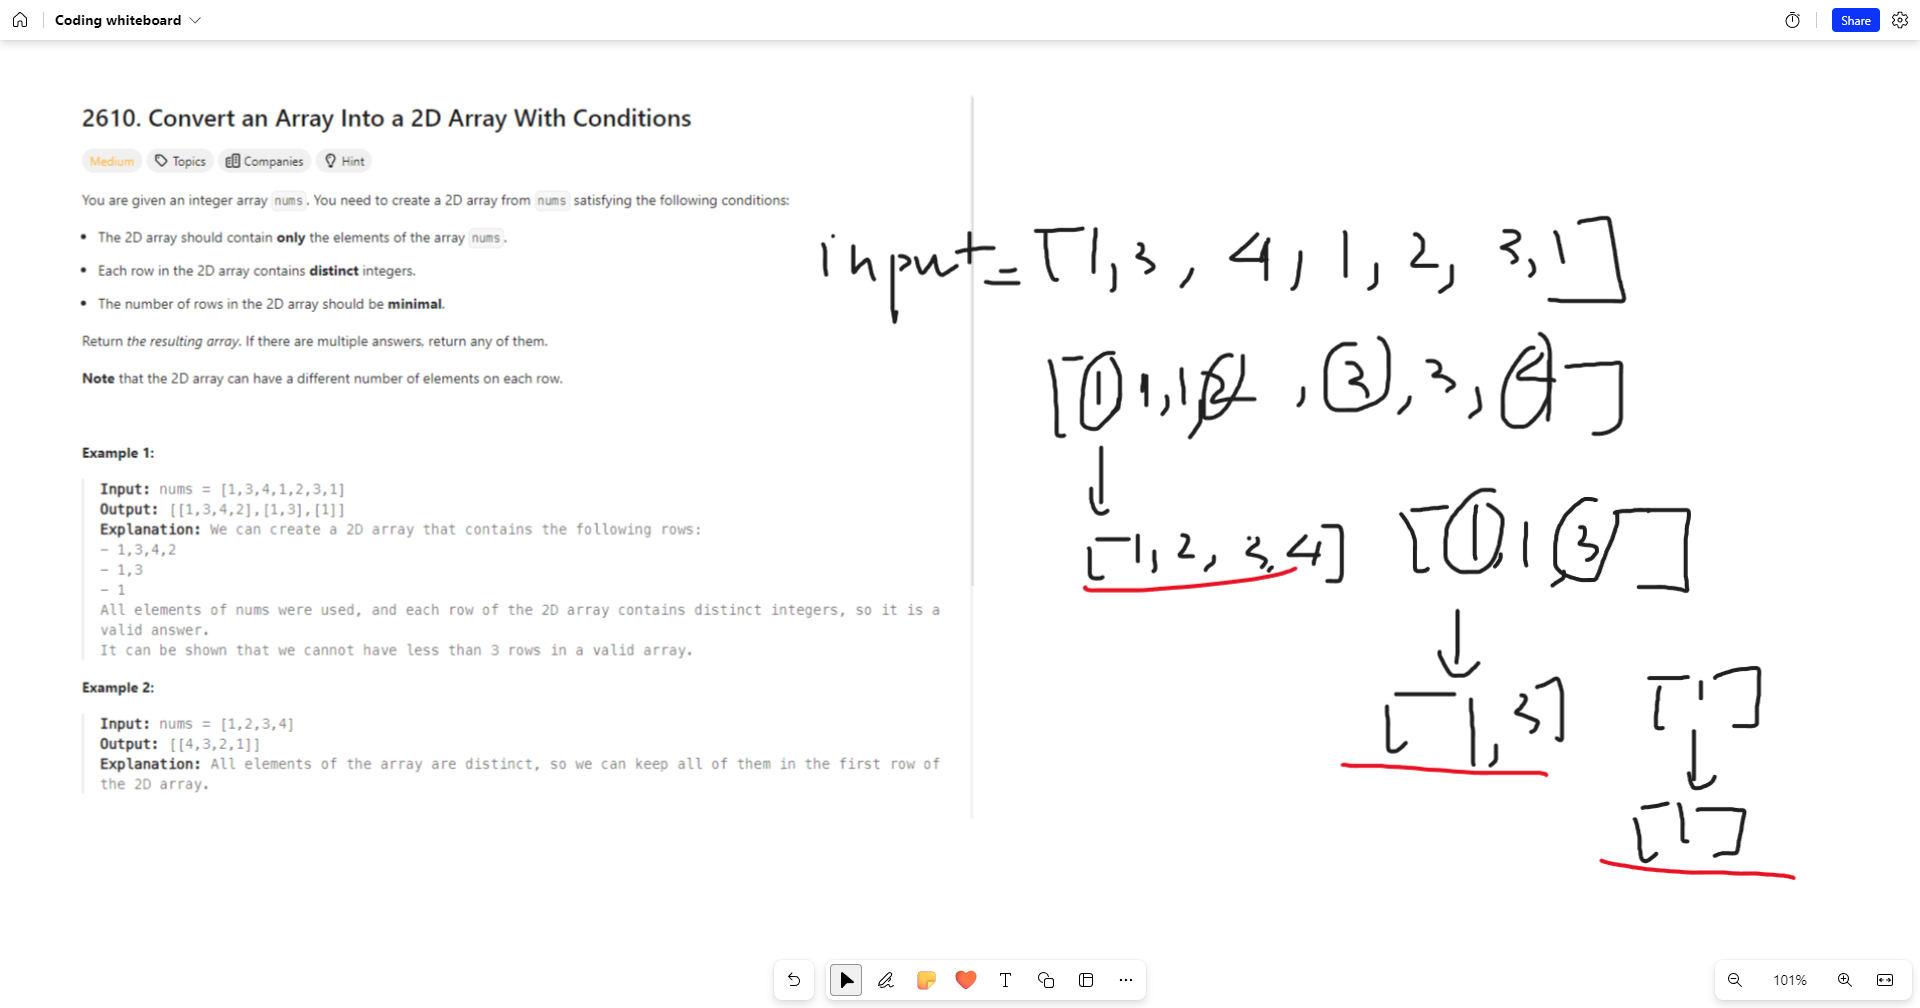 Coding whiteboard
Share
2610. Convert an Array Into a 2D Array With Conditions
Medium Topics Companies Hint
You are given an integer array nums. You need to create a 2D array from nums satisfying the following conditions:
• The 2D array should contain only the elements of the array nums.
• Each row in the 2D array contains distinct integers.
• The number of rows in the 2D array should be minimal.
Return the resulting array. If there are multiple answers, return any of them.
Note that the 2D array can have a different number of elements on each row.
Example 1:
Input: nums = [1,3,4,1,2,3,1]
Output: [[1,3,4,2],[1,3],[1]]
Explanation: We can create a 2D array that contains the following rows:
- 1,3,4,2
- 1,3
- 1
All elements of nums were used, and each row of the 2D array contains distinct integers, so it is a
valid answer.
It can be shown that we cannot have less than 3 rows in a valid array.
Example 2:
Input: nums = [1,2,3,4]
Output: [[4,3,2,1]]
Explanation: All elements of the array are distinct, so we can keep all of them in the first row of
the 2D array.
input = [1, 3, 4, 1, 2, 3, 1]
[1 1, 1, 2, 3, 3, 4]
[1, 2, 3, 4]
[1, 1, 3]
[1, 3]
[1]
[1]
T
101%